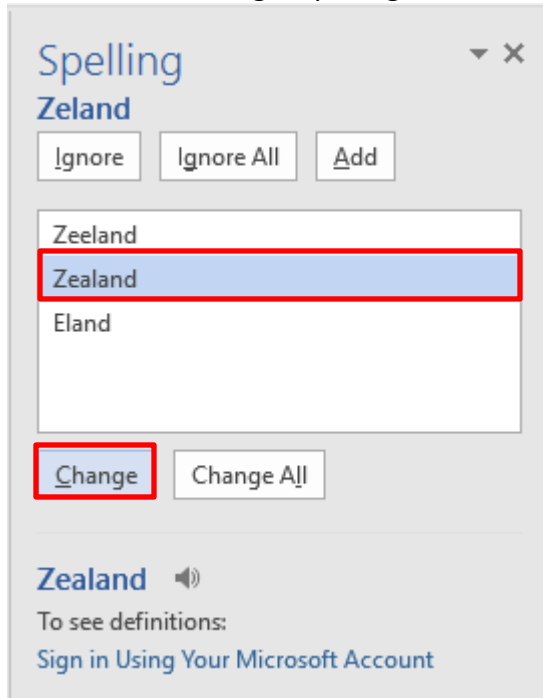 Spelling
Zeland
Ignore Ignore All Add
Zeeland
Zealand
Eland
Change Change All
Zealand
To see definitions:
Sign in Using Your Microsoft Account